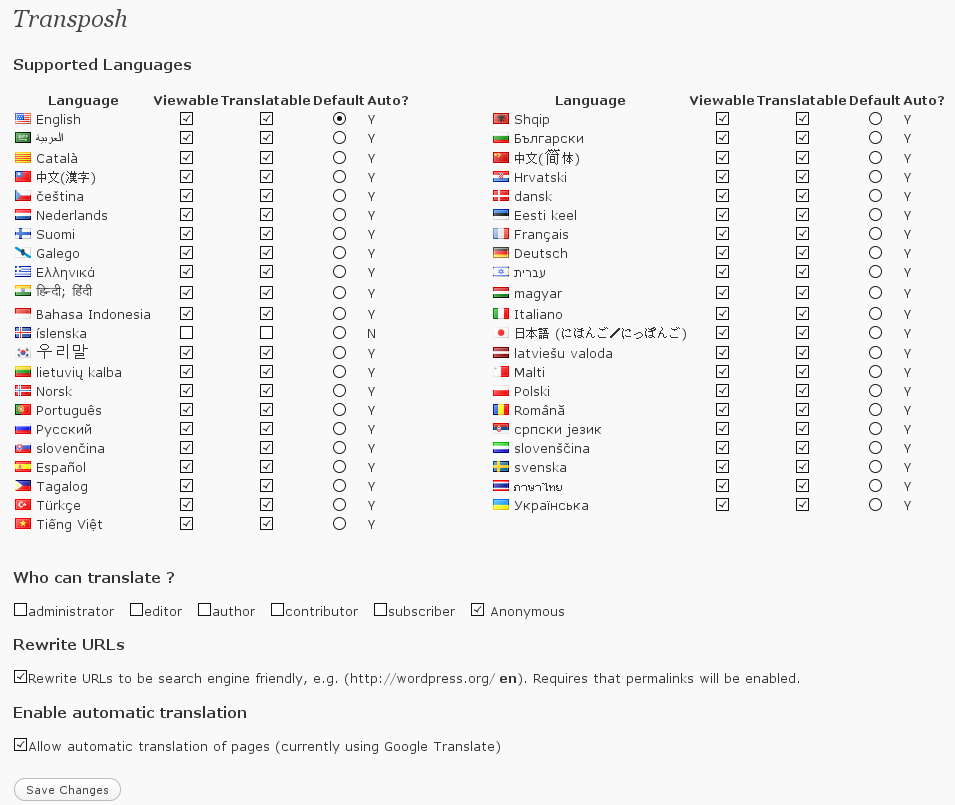 Transposh
Supported Languages
Language Viewable Translatable Default Auto? Language Viewable Translatable Default Auto?
English Y Shqip Y
العربية Y Български Y
Català Y 中文(简体) Y
中文(漢字) Y Hrvatski Y
čeština Y dansk Y
Nederlands Y Eesti keel Y
Suomi Y Français Y
Galego Y Deutsch Y
Ελληνικά Y עברית Y
हिन्दी; हिंदी Y magyar Y
Bahasa Indonesia Y Italiano Y
íslenska N 日本語 (にほんご/にっぽんご) Y
우리말 Y latviešu valoda Y
lietuvių kalba Y Malti Y
Norsk Y Polski Y
Português Y Română Y
Русский Y српски језик Y
slovenčina Y slovenščina Y
Español Y svenska Y
Tagalog Y ภาษาไทย Y
Türkçe Y Українська Y
Tiếng Việt Y
Who can translate ?
administrator editor author contributor subscriber Anonymous
Rewrite URLs
Rewrite URLs to be search engine friendly, e.g. (http://wordpress.org/ en). Requires that permalinks will be enabled.
Enable automatic translation
Allow automatic translation of pages (currently using Google Translate)
Save Changes